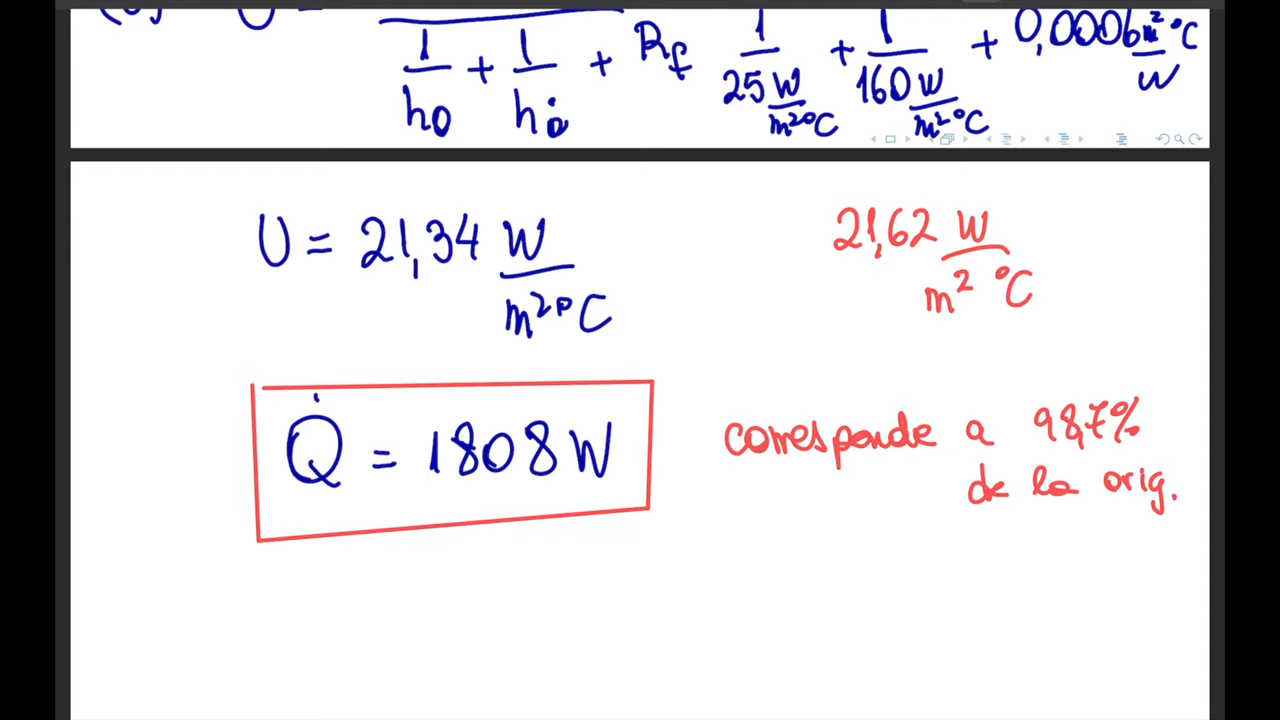 U =
1 / h0 + 1 / hi + Rf 1 / 25 W/m²°C + 1 / 160 W/m²°C + 0,0006 m²°C/W
U = 21,34 W/m²°C
21,62 W/m² °C
Q̇ = 1808 W
corresponde a 98,7%
de la orig.